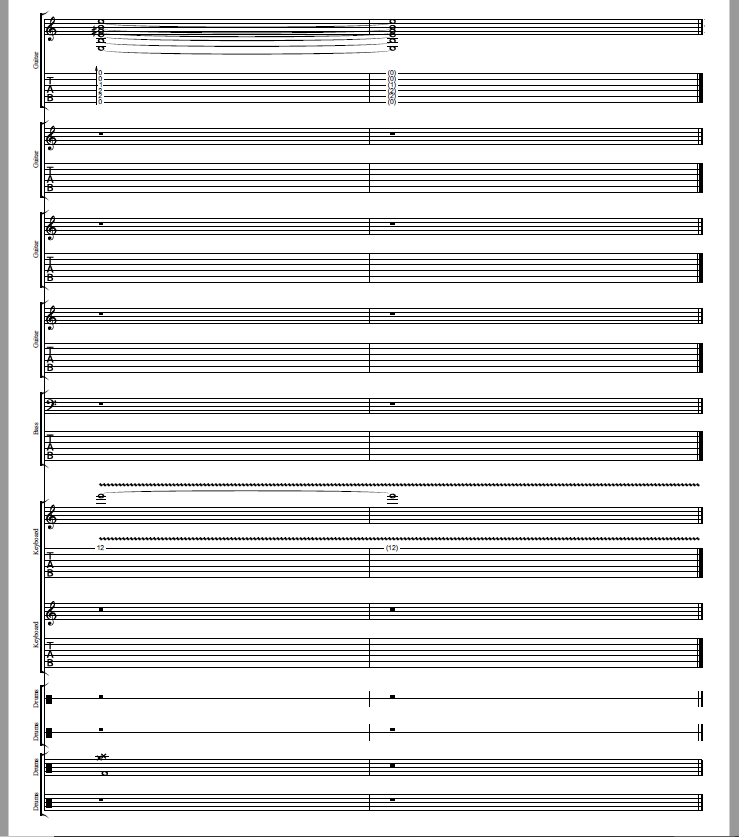 Guitar
T
A
B
0 (0)
0 (0)
1 (1)
2 (2)
2 (2)
0 (0)
Guitar
T
A
B
Guitar
T
A
B
Guitar
T
A
B
Bass
T
A
B
Keyboard
12 (12)
T
A
B
Keyboard
T
A
B
Drums
Drums
Drums
Drums